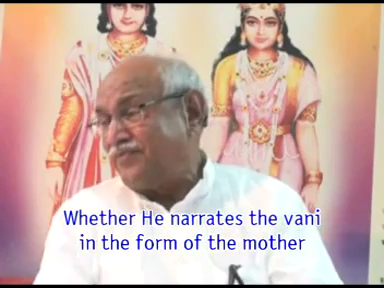 Whether He narrates the vani
in the form of the mother